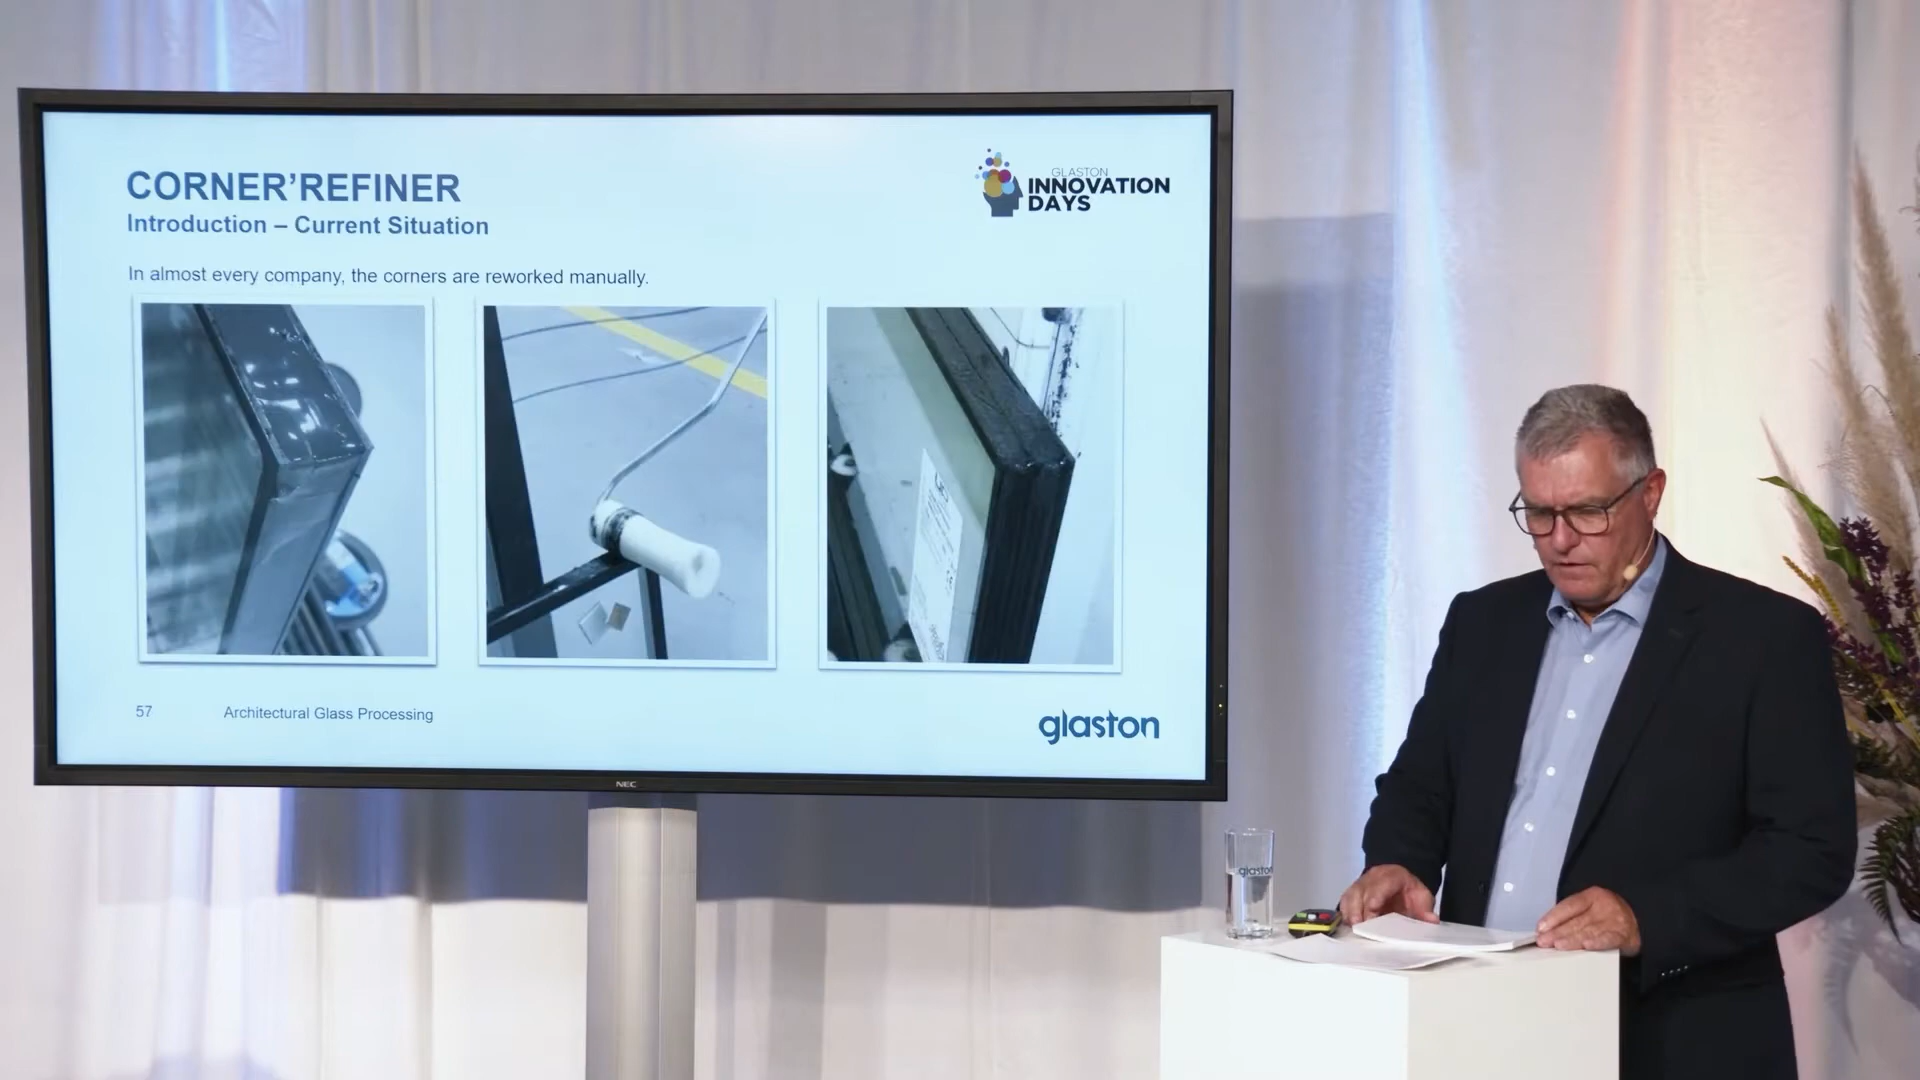 CORNER’REFINER
Introduction – Current Situation
GLASTON
INNOVATION
DAYS
In almost every company, the corners are reworked manually.
57
Architectural Glass Processing
glaston
NEC
glaston